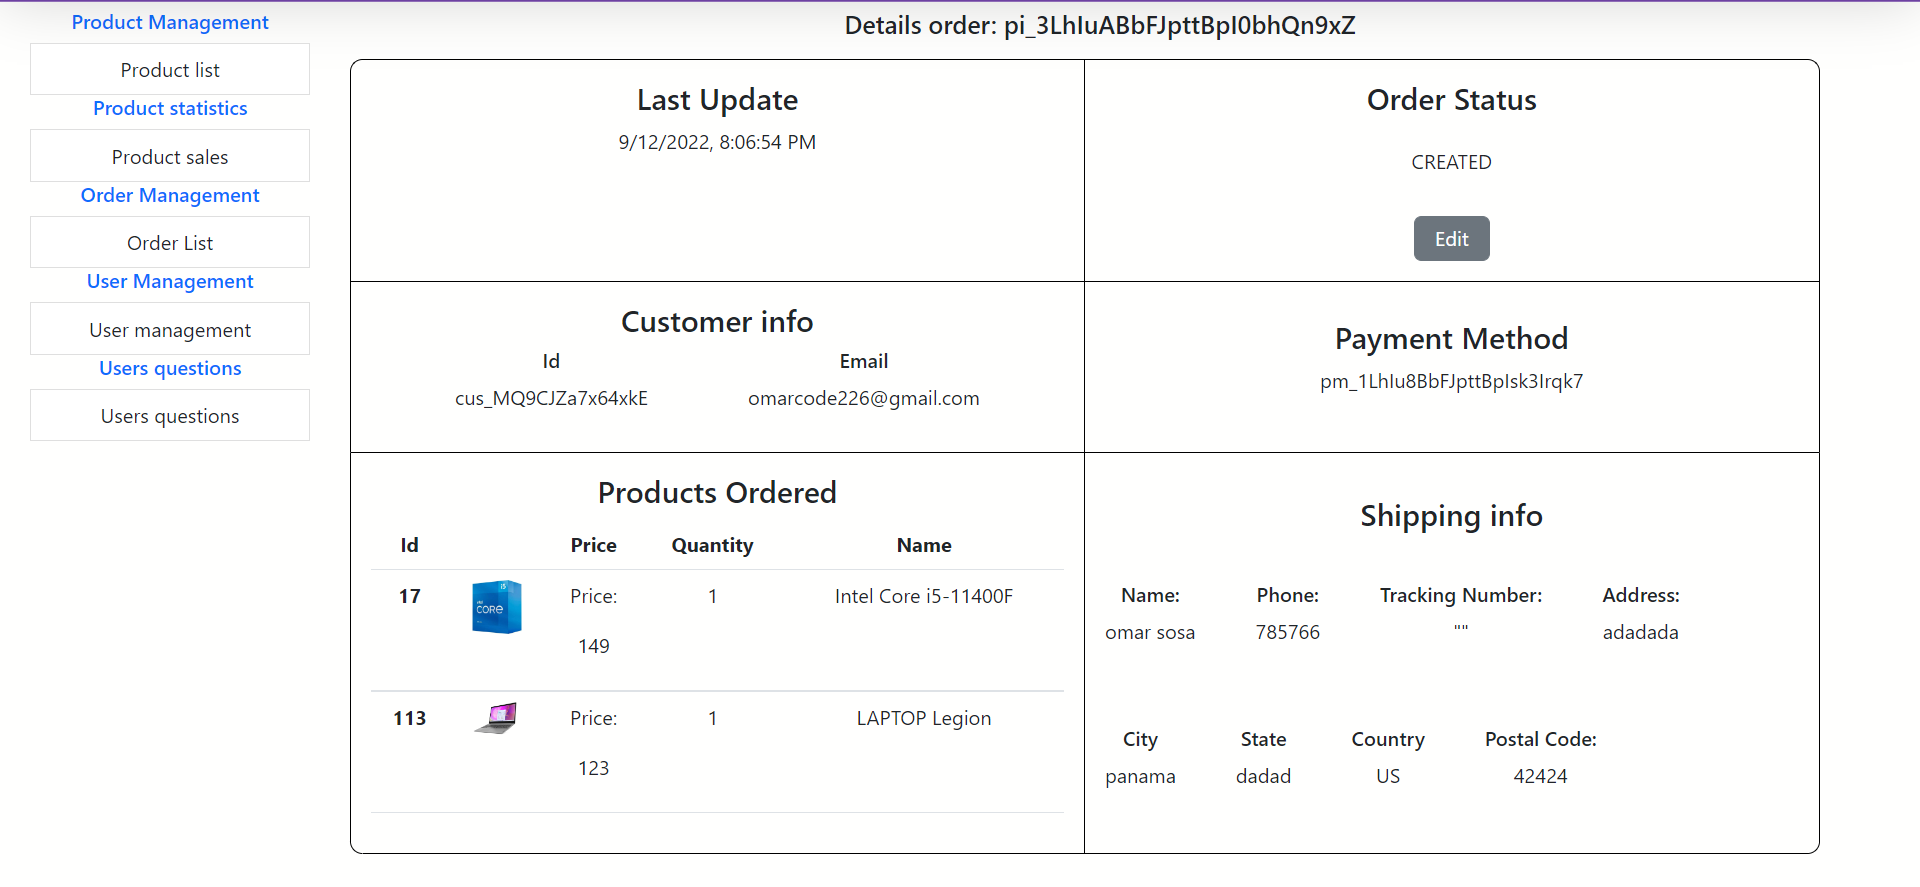 Product Management
Product list
Product statistics
Product sales
Order Management
Order List
User Management
User management
Users questions
Users questions
Details order: pi_3LhIuABbFJpttBpI0bhQn9xZ
Last Update
9/12/2022, 8:06:54 PM
Order Status
CREATED
Edit
Customer info
Id Email
cus_MQ9CJZa7x64xkE omarcode226@gmail.com
Payment Method
pm_1LhIu8BbFJpttBpIsk3Irqk7
Products Ordered
Id Price Quantity Name
17 Price: 1 Intel Core i5-11400F
149
113 Price: 1 LAPTOP Legion
123
Shipping info
Name: Phone: Tracking Number: Address:
omar sosa 785766 "" adadada
City State Country Postal Code:
panama dadad US 42424
i5
CORE